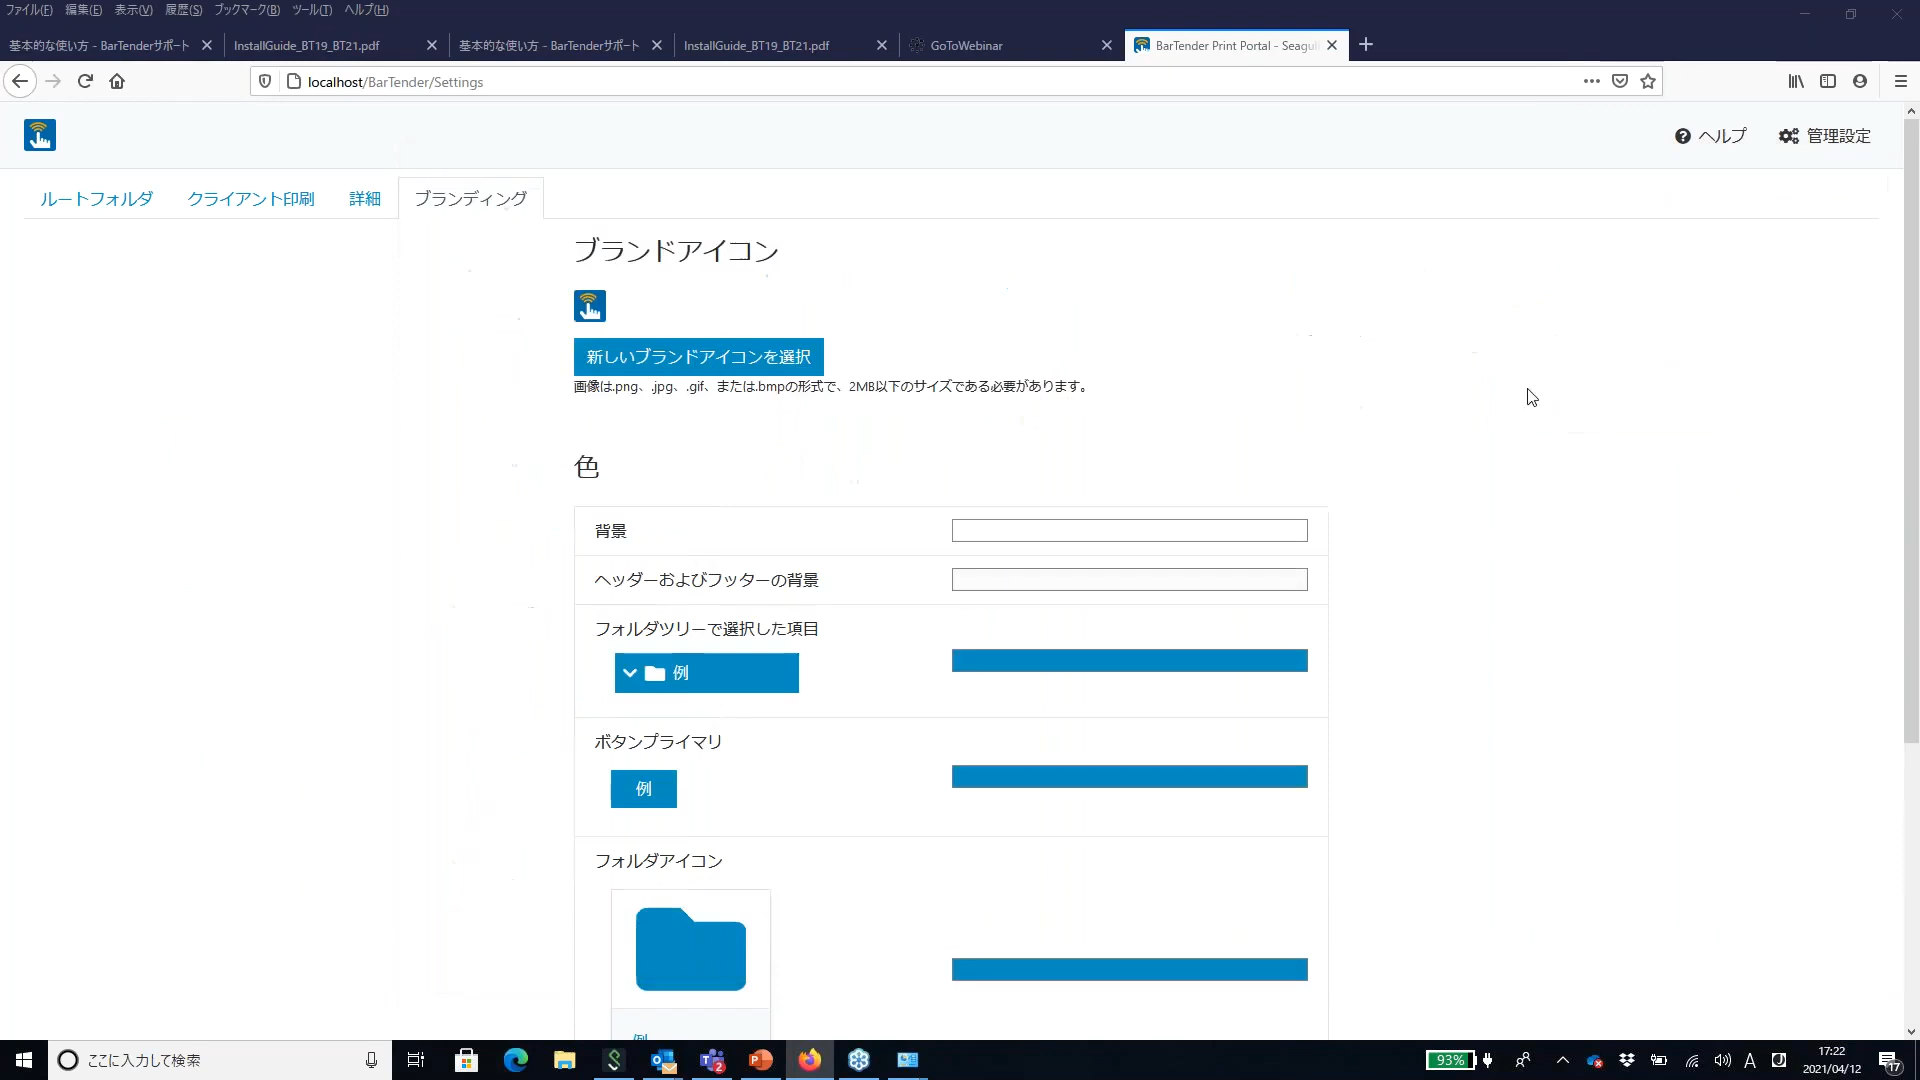 ファイル(F) 編集(E) 表示(V) 履歴(S) ブックマーク(B) ツール(T) ヘルプ(H)
基本的な使い方 - BarTenderサポート InstallGuide_BT19_BT21.pdf 基本的な使い方 - BarTenderサポート InstallGuide_BT19_BT21.pdf GoToWebinar BarTender Print Portal - Seagull
localhost/BarTender/Settings
ヘルプ 管理設定
ルートフォルダ クライアント印刷 詳細 ブランディング
ブランドアイコン
新しいブランドアイコンを選択
画像は.png、.jpg、.gif、または.bmpの形式で、2MB以下のサイズである必要があります。
色
背景
ヘッダーおよびフッターの背景
フォルダツリーで選択した項目
例
ボタンプライマリ
例
フォルダアイコン
例
ここに入力して検索
2
93%
A
17:22
2021/04/12
17